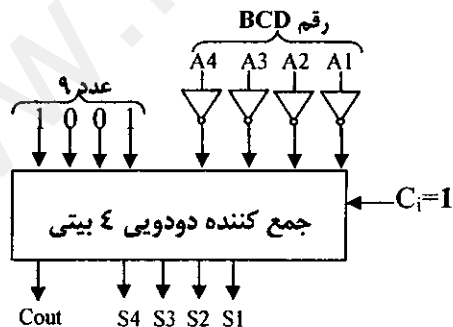 رقم BCD
A4 A3 A2 A1
عدد ۹
1 0 0 1
جمع کننده دودویی ٤ بیتی
Ci=1
Cout S4 S3 S2 S1